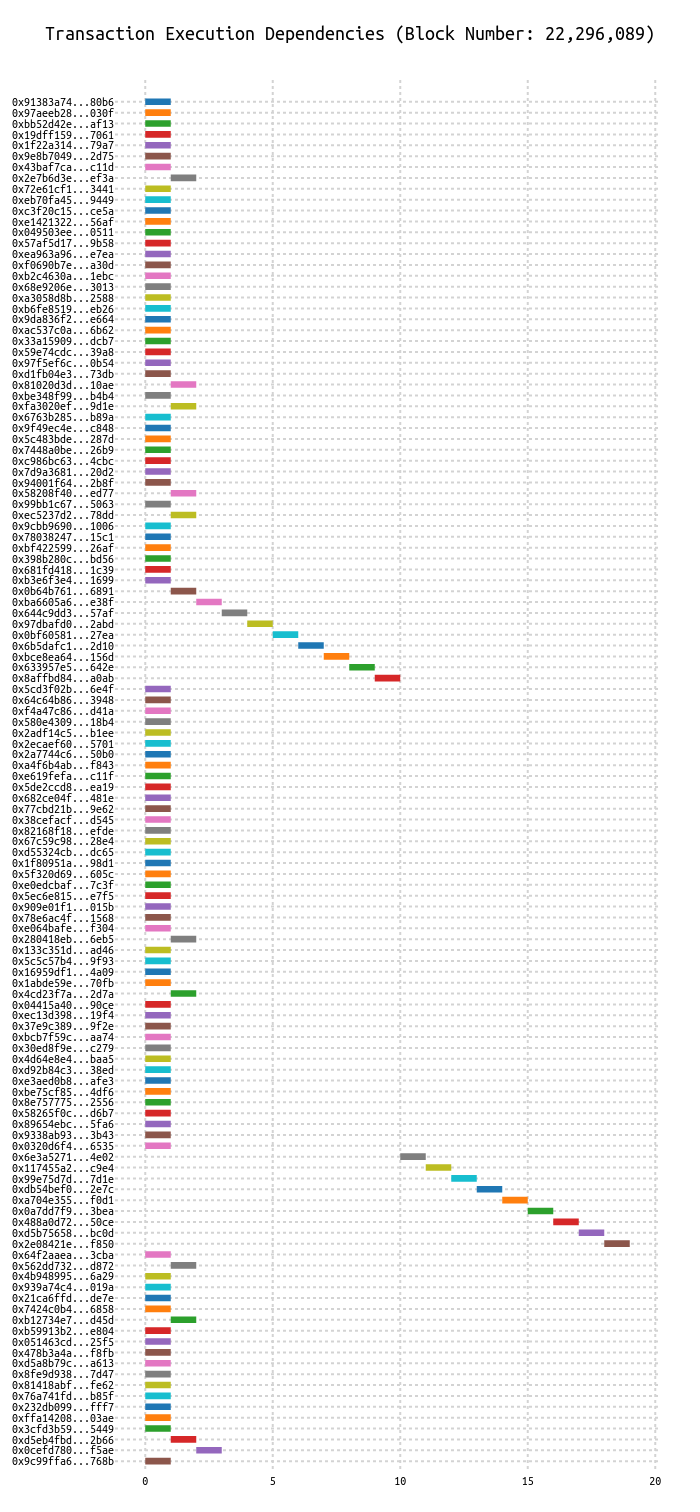 Transaction Execution Dependencies (Block Number: 22,296,089)
0x91383a74...80b6
0x97aeeb28...030f
0xbb52d42e...af13
0x19dff159...7061
0x1f22a314...79a7
0x9e8b7049...2d75
0x43baf7ca...c11d
0x2e7b6d3e...ef3a
0x72e61cf1...3441
0xeb70fa45...9449
0xc3f20c15...ce5a
0xe1421322...56af
0x049503ee...0511
0x57af5d17...9b58
0xea963a96...e7ea
0xf0690b7e...a30d
0xb2c4630a...1ebc
0x68e9206e...3013
0xa3058d8b...2588
0xb6fe8519...eb26
0x9da836f2...e664
0xac537c0a...6b62
0x33a15909...dcb7
0x59e74cdc...39a8
0x97f5ef6c...0b54
0xd1fb04e3...73db
0x81020d3d...10ae
0xbe348f99...b4b4
0xfa3020ef...9d1e
0x6763b285...b89a
0x9f49ec4e...c848
0x5c483bde...287d
0x7448a0be...26b9
0xc986bc63...4cbc
0x7d9a3681...20d2
0x94001f64...2b8f
0x58208f40...ed77
0x99bb1c67...5063
0xec5237d2...78dd
0x9cbb9690...1006
0x78038247...15c1
0xbf422599...26af
0x398b280c...bd56
0x681fd418...1c39
0xb3e6f3e4...1699
0x0b64b761...6891
0xba6605a6...e38f
0x644c9dd3...57af
0x97dbafd0...2abd
0x0bf60581...27ea
0x6b5dafc1...2d10
0xbce8ea64...156d
0x633957e5...642e
0x8affbd84...a0ab
0x5cd3f02b...6e4f
0x64c64b86...3948
0xf4a47c86...d41a
0x580e4309...18b4
0x2adf14c5...b1ee
0x2ecaef60...5701
0x2a7744c6...50b0
0xa4f6b4ab...f843
0xe619fefa...c11f
0x5de2ccd8...ea19
0x682ce04f...481e
0x77cbd21b...9e62
0x38cefacf...d545
0x82168f18...efde
0x67c59c98...28e4
0xd55324cb...dc65
0x1f80951a...98d1
0x5f320d69...605c
0xe0edcbaf...7c3f
0x5ec6e815...e7f5
0x909e01f1...015b
0x78e6ac4f...1568
0xe064bafe...f304
0x280418eb...6eb5
0x133c351d...ad46
0x5c5c57b4...9f93
0x16959df1...4a09
0x1abde59e...70fb
0x4cd23f7a...2d7a
0x04415a40...90ce
0xec13d398...19f4
0x37e9c389...9f2e
0xbcb7f59c...aa74
0x30ed8f9e...c279
0x4d64e8e4...baa5
0xd92b84c3...38ed
0xe3aed0b8...afe3
0xbe75cf85...4df6
0x8e757775...2556
0x58265f0c...d6b7
0x89654ebc...5fa6
0x9338ab93...3b43
0x0320d6f4...6535
0x6e3a5271...4e02
0x117455a2...c9e4
0x99e75d7d...7d1e
0xdb54bef0...2e7c
0xa704e355...f0d1
0x0a7dd7f9...3bea
0x488a0d72...50ce
0xd5b75658...bc0d
0x2e08421e...f850
0x64f2aaea...3cba
0x562dd732...d872
0x4b948995...6a29
0x939a74c4...019a
0x21ca6ffd...de7e
0x7424c0b4...6858
0xb12734e7...d45d
0xb59913b2...e804
0x051463cd...25f5
0x478b3a4a...f8fb
0xd5a8b79c...a613
0x8fe9d938...7d47
0x81418abf...fe62
0x76a741fd...b85f
0x232db099...fff7
0xffa14208...03ae
0x3cfd3b59...5449
0xd5eb4fbd...2b66
0x0cefd780...f5ae
0x9c99ffa6...768b
0 5 10 15 20